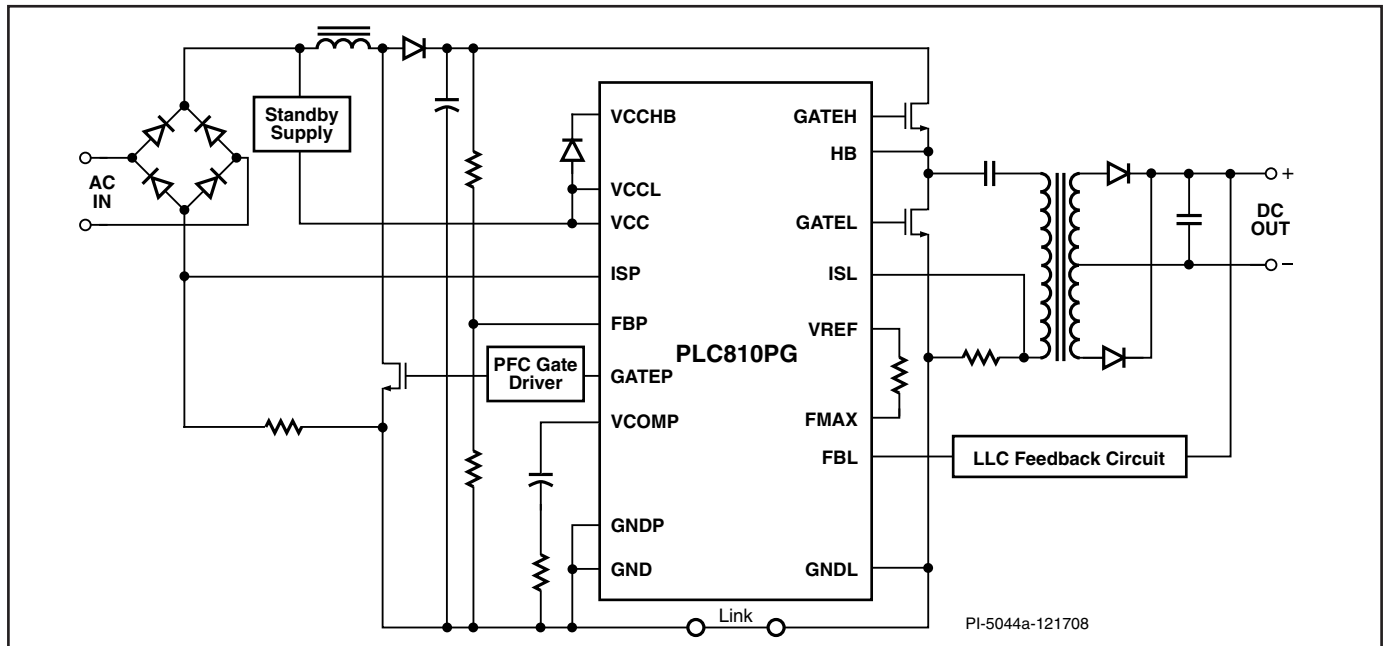 Standby
Supply
AC
IN
VCCHB
VCCL
VCC
ISP
FBP
GATEP
VCOMP
GNDP
GND
PFC Gate
Driver
PLC810PG
GATEH
HB
GATEL
ISL
VREF
FMAX
FBL
GNDL
LLC Feedback Circuit
+
DC
OUT
−
Link
PI-5044a-121708